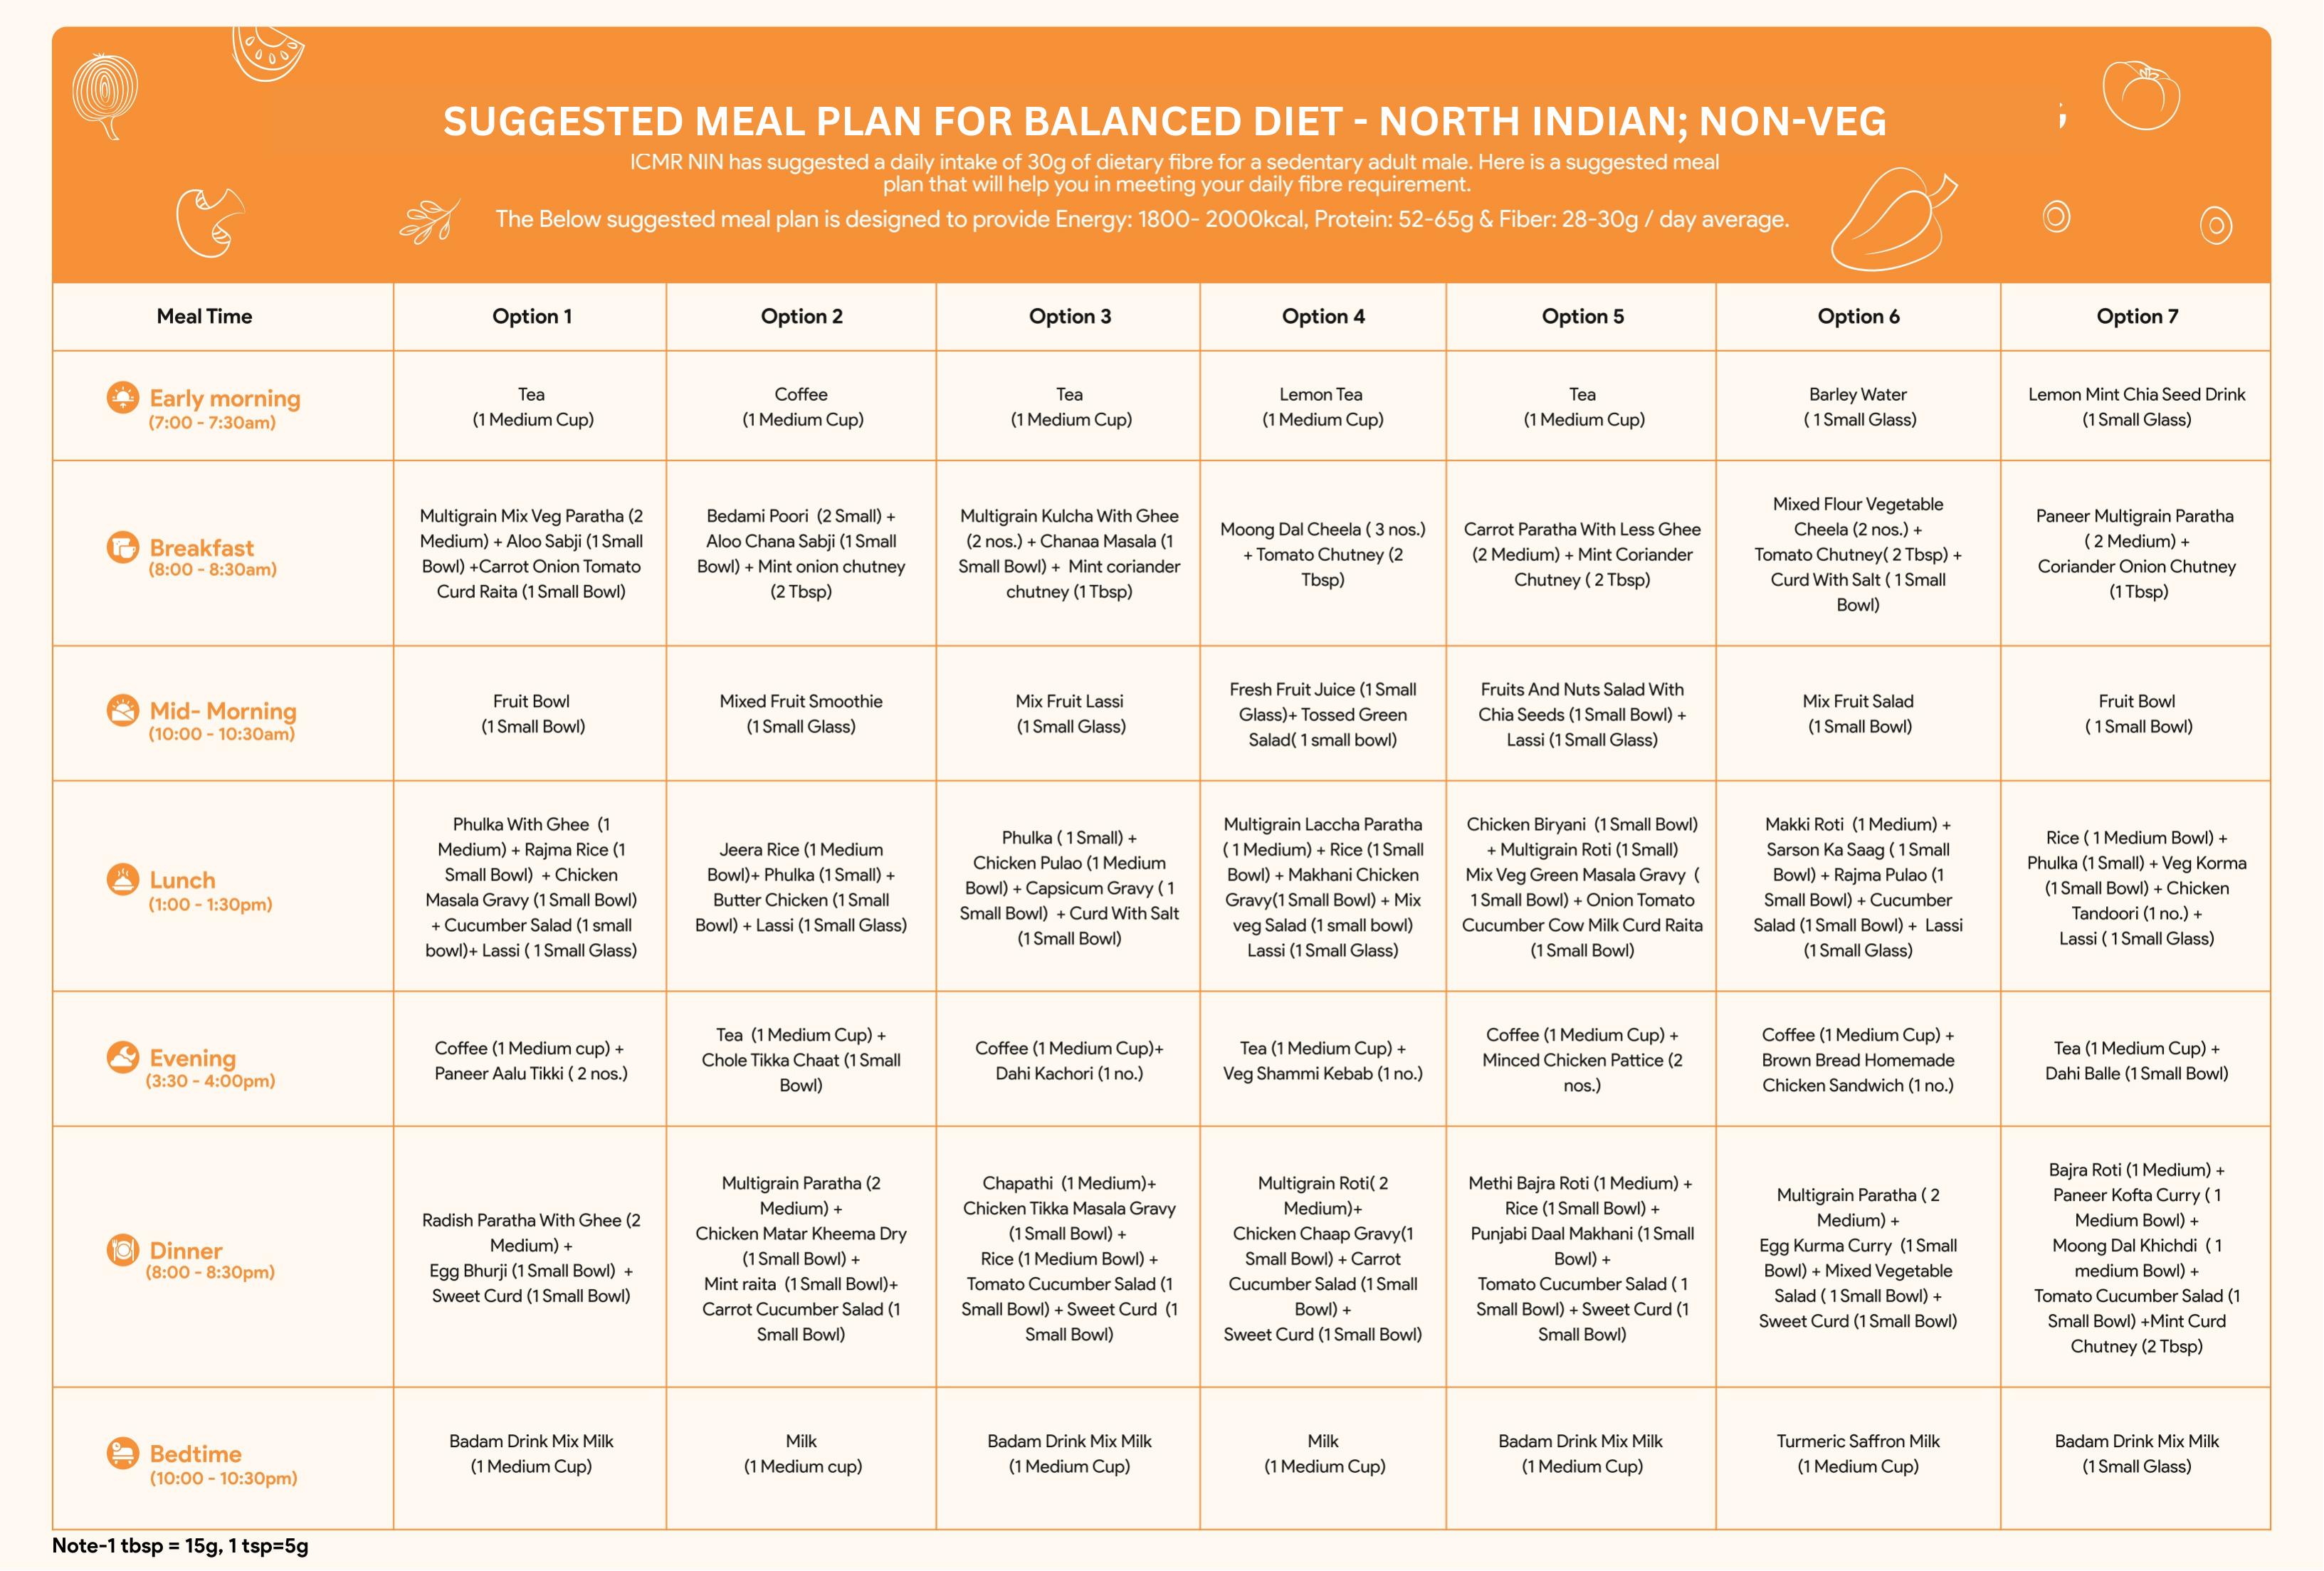 SUGGESTED MEAL PLAN FOR BALANCED DIET - NORTH INDIAN; NON-VEG
;
ICMR NIN has suggested a daily intake of 30g of dietary fibre for a sedentary adult male. Here is a suggested meal
plan that will help you in meeting your daily fibre requirement.
The Below suggested meal plan is designed to provide Energy: 1800- 2000kcal, Protein: 52-65g & Fiber: 28-30g / day average.
Meal Time
Option 1
Option 2
Option 3
Option 4
Option 5
Option 6
Option 7
Early morning
(7:00 - 7:30am)
Tea
(1 Medium Cup)
Coffee
(1 Medium Cup)
Tea
(1 Medium Cup)
Lemon Tea
(1 Medium Cup)
Tea
(1 Medium Cup)
Barley Water
( 1 Small Glass)
Lemon Mint Chia Seed Drink
(1 Small Glass)
Breakfast
(8:00 - 8:30am)
Multigrain Mix Veg Paratha (2
Medium) + Aloo Sabji (1 Small
Bowl) +Carrot Onion Tomato
Curd Raita (1 Small Bowl)
Bedami Poori (2 Small) +
Aloo Chana Sabji (1 Small
Bowl) + Mint onion chutney
(2 Tbsp)
Multigrain Kulcha With Ghee
(2 nos.) + Chanaa Masala (1
Small Bowl) + Mint coriander
chutney (1 Tbsp)
Moong Dal Cheela ( 3 nos.)
+ Tomato Chutney (2
Tbsp)
Carrot Paratha With Less Ghee
(2 Medium) + Mint Coriander
Chutney ( 2 Tbsp)
Mixed Flour Vegetable
Cheela (2 nos.) +
Tomato Chutney( 2 Tbsp) +
Curd With Salt ( 1 Small
Bowl)
Paneer Multigrain Paratha
( 2 Medium) +
Coriander Onion Chutney
(1 Tbsp)
Mid- Morning
(10:00 - 10:30am)
Fruit Bowl
(1 Small Bowl)
Mixed Fruit Smoothie
(1 Small Glass)
Mix Fruit Lassi
(1 Small Glass)
Fresh Fruit Juice (1 Small
Glass)+ Tossed Green
Salad( 1 small bowl)
Fruits And Nuts Salad With
Chia Seeds (1 Small Bowl) +
Lassi (1 Small Glass)
Mix Fruit Salad
(1 Small Bowl)
Fruit Bowl
( 1 Small Bowl)
Lunch
(1:00 - 1:30pm)
Phulka With Ghee (1
Medium) + Rajma Rice (1
Small Bowl) + Chicken
Masala Gravy (1 Small Bowl)
+ Cucumber Salad (1 small
bowl)+ Lassi ( 1 Small Glass)
Jeera Rice (1 Medium
Bowl)+ Phulka (1 Small) +
Butter Chicken (1 Small
Bowl) + Lassi (1 Small Glass)
Phulka ( 1 Small) +
Chicken Pulao (1 Medium
Bowl) + Capsicum Gravy ( 1
Small Bowl) + Curd With Salt
(1 Small Bowl)
Multigrain Laccha Paratha
( 1 Medium) + Rice (1 Small
Bowl) + Makhani Chicken
Gravy(1 Small Bowl) + Mix
veg Salad (1 small bowl)
Lassi (1 Small Glass)
Chicken Biryani (1 Small Bowl)
+ Multigrain Roti (1 Small)
Mix Veg Green Masala Gravy (
1 Small Bowl) + Onion Tomato
Cucumber Cow Milk Curd Raita
(1 Small Bowl)
Makki Roti (1 Medium) +
Sarson Ka Saag ( 1 Small
Bowl) + Rajma Pulao (1
Small Bowl) + Cucumber
Salad (1 Small Bowl) + Lassi
(1 Small Glass)
Rice ( 1 Medium Bowl) +
Phulka (1 Small) + Veg Korma
(1 Small Bowl) + Chicken
Tandoori (1 no.) +
Lassi ( 1 Small Glass)
Evening
(3:30 - 4:00pm)
Coffee (1 Medium cup) +
Paneer Aalu Tikki ( 2 nos.)
Tea (1 Medium Cup) +
Chole Tikka Chaat (1 Small
Bowl)
Coffee (1 Medium Cup)+
Dahi Kachori (1 no.)
Tea (1 Medium Cup) +
Veg Shammi Kebab (1 no.)
Coffee (1 Medium Cup) +
Minced Chicken Pattice (2
nos.)
Coffee (1 Medium Cup) +
Brown Bread Homemade
Chicken Sandwich (1 no.)
Tea (1 Medium Cup) +
Dahi Balle (1 Small Bowl)
Dinner
(8:00 - 8:30pm)
Radish Paratha With Ghee (2
Medium) +
Egg Bhurji (1 Small Bowl) +
Sweet Curd (1 Small Bowl)
Multigrain Paratha (2
Medium) +
Chicken Matar Kheema Dry
(1 Small Bowl) +
Mint raita (1 Small Bowl)+
Carrot Cucumber Salad (1
Small Bowl)
Chapathi (1 Medium)+
Chicken Tikka Masala Gravy
(1 Small Bowl) +
Rice (1 Medium Bowl) +
Tomato Cucumber Salad (1
Small Bowl) + Sweet Curd (1
Small Bowl)
Multigrain Roti( 2
Medium)+
Chicken Chaap Gravy(1
Small Bowl) + Carrot
Cucumber Salad (1 Small
Bowl) +
Sweet Curd (1 Small Bowl)
Methi Bajra Roti (1 Medium) +
Rice (1 Small Bowl) +
Punjabi Daal Makhani (1 Small
Bowl) +
Tomato Cucumber Salad ( 1
Small Bowl) + Sweet Curd (1
Small Bowl)
Multigrain Paratha ( 2
Medium) +
Egg Kurma Curry (1 Small
Bowl) + Mixed Vegetable
Salad ( 1 Small Bowl) +
Sweet Curd (1 Small Bowl)
Bajra Roti (1 Medium) +
Paneer Kofta Curry ( 1
Medium Bowl) +
Moong Dal Khichdi ( 1
medium Bowl) +
Tomato Cucumber Salad (1
Small Bowl) +Mint Curd
Chutney (2 Tbsp)
Bedtime
(10:00 - 10:30pm)
Badam Drink Mix Milk
(1 Medium Cup)
Milk
(1 Medium cup)
Badam Drink Mix Milk
(1 Medium Cup)
Milk
(1 Medium Cup)
Badam Drink Mix Milk
(1 Medium Cup)
Turmeric Saffron Milk
(1 Medium Cup)
Badam Drink Mix Milk
(1 Small Glass)
Note-1 tbsp = 15g, 1 tsp=5g